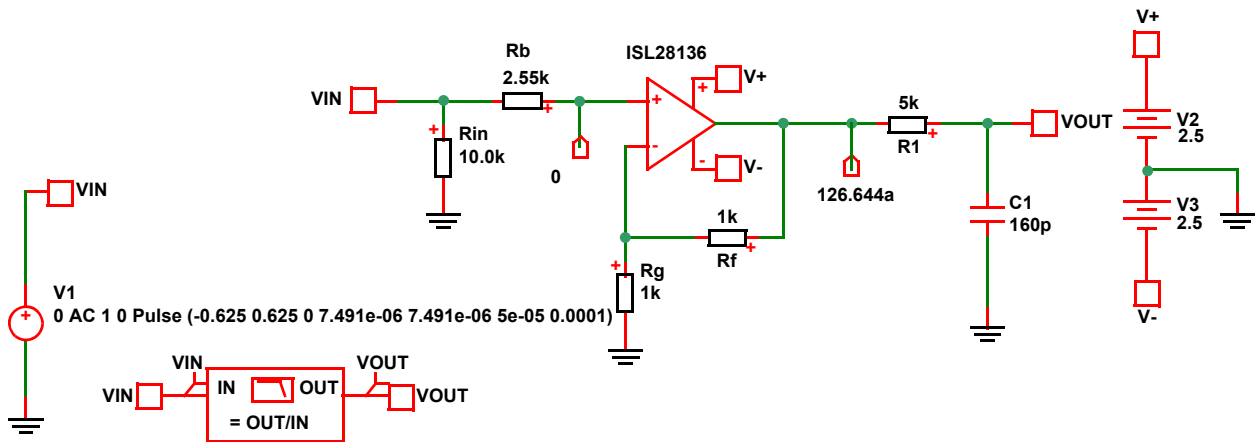 V+
ISL28136
Rb
2.55k
V+
+
5k
V2
2.5
VIN
+
+
+
VOUT
+
Rin
10.0k
-
-
V-
R1
0
126.644a
V3
2.5
C1
160p
VIN
1k
+
Rf
+
Rg
1k
V1
0 AC 1 0 Pulse (-0.625 0.625 0 7.491e-06 7.491e-06 5e-05 0.0001)
+
V-
VIN
VOUT
VIN
IN
OUT
VOUT
= OUT/IN